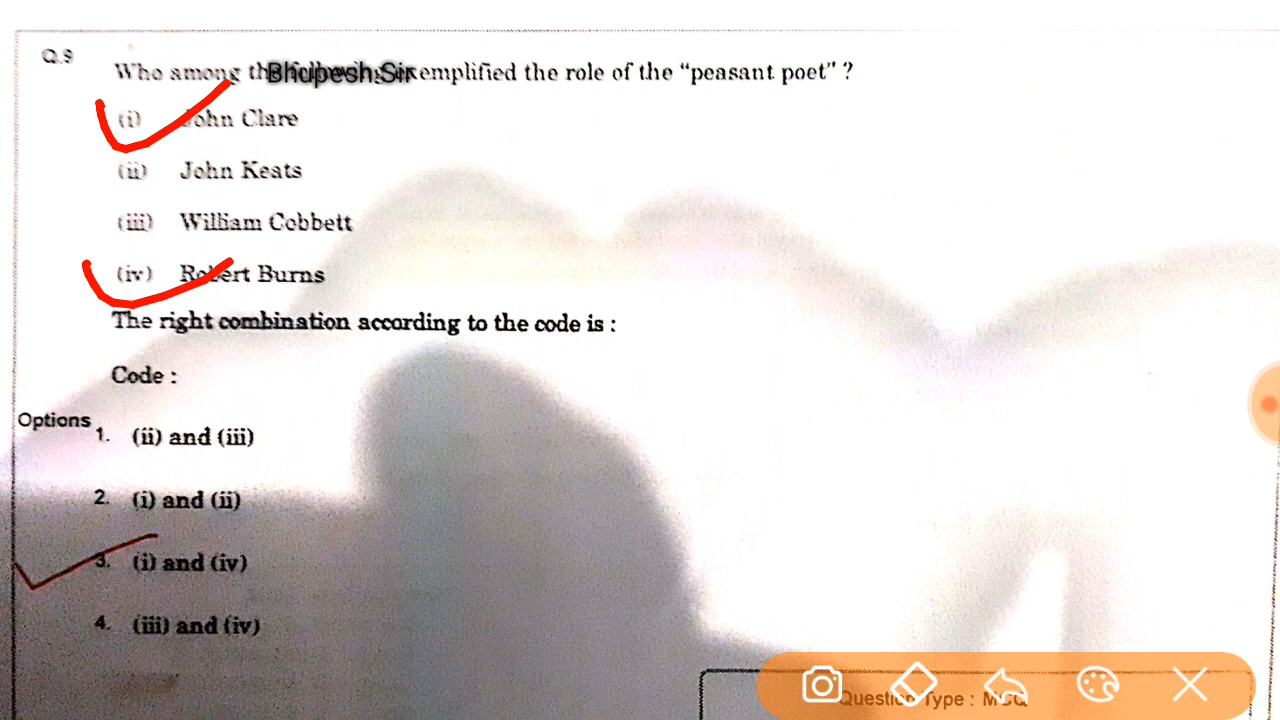 Q.9
Who among the Bhupesh Sir exemplified the role of the "peasant poet" ?
(i) John Clare
(ii) John Keats
(iii) William Cobbett
(iv) Robert Burns
The right combination according to the code is :
Code :
Options
1. (ii) and (iii)
2. (i) and (ii)
3. (i) and (iv)
4. (iii) and (iv)
Question Type : MCQ